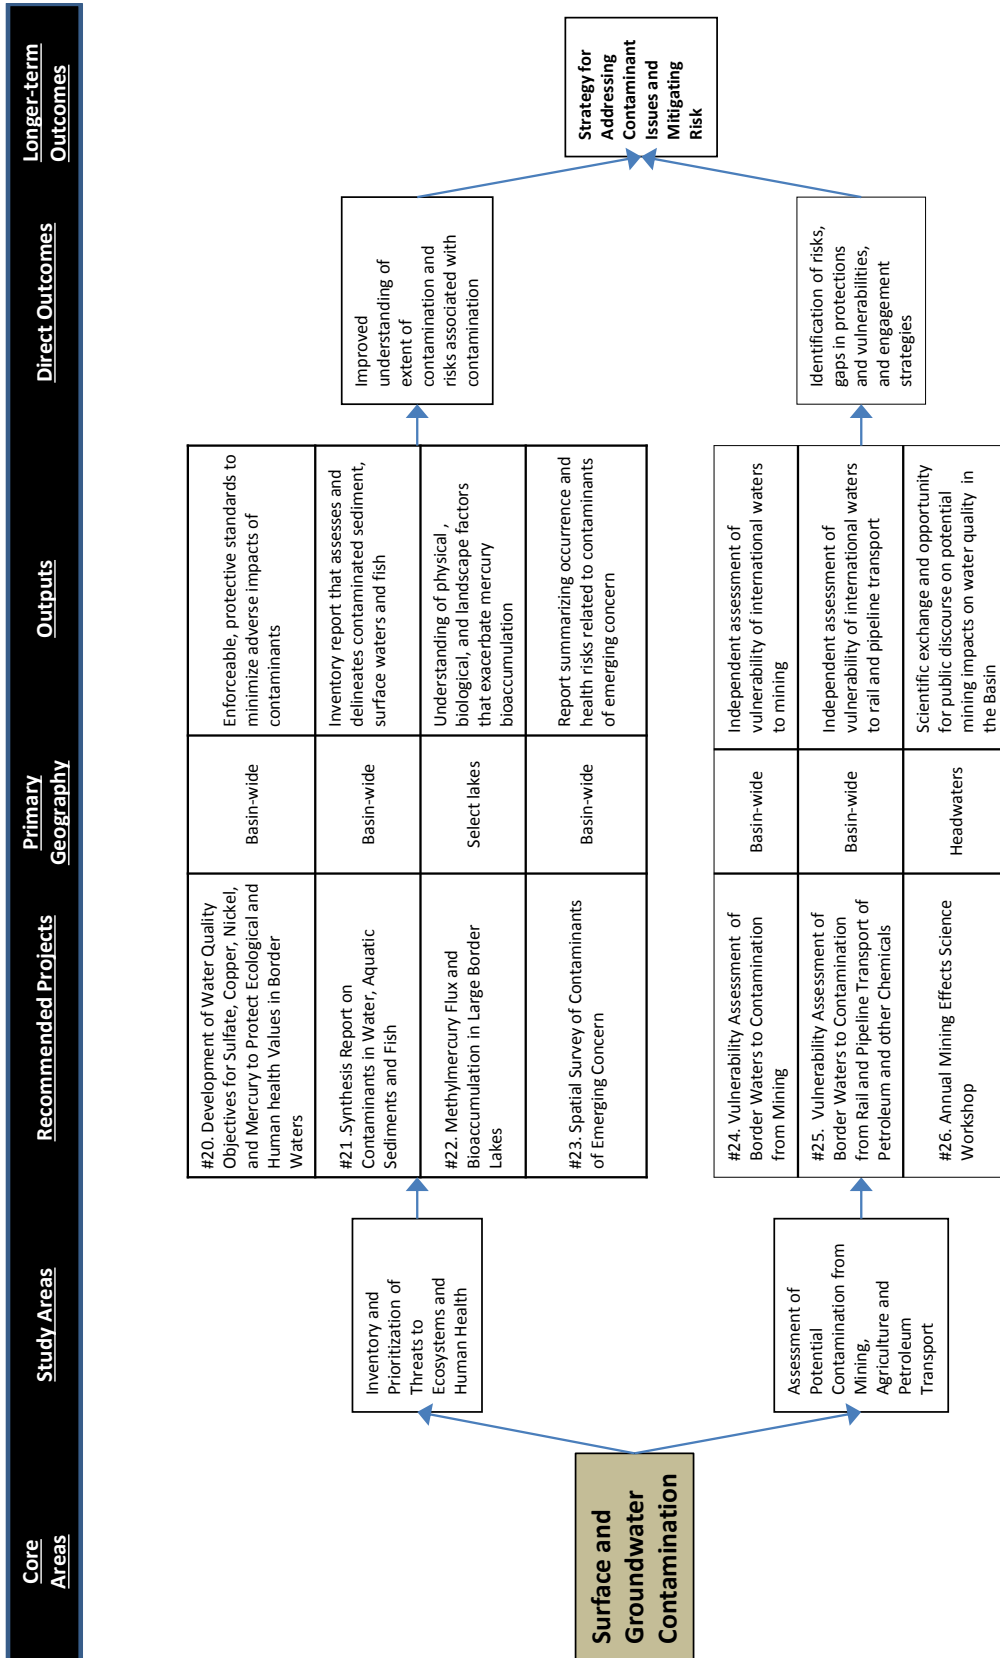 Core
Areas
Study Areas
Recommended Projects
Primary
Geography
Outputs
Direct Outcomes
Longer-term
Outcomes
Surface and
Groundwater
Contamination
Inventory and
Prioritization of
Threats to
Ecosystems and
Human Health
#20. Development of Water Quality
Objectives for Sulfate, Copper, Nickel,
and Mercury to Protect Ecological and
Human health Values in Border
Waters
Basin-wide
Enforceable, protective standards to
minimize adverse impacts of
contaminants
#21 .Synthesis Report on
Contaminants in Water, Aquatic
Sediments and Fish
Basin-wide
Inventory report that assesses and
delineates contaminated sediment,
surface waters and fish
#22. Methylmercury Flux and
Bioaccumulation in Large Border
Lakes
Select lakes
Understanding of physical ,
biological, and landscape factors
that exacerbate mercury
bioaccumulation
#23. Spatial Survey of Contaminants
of Emerging Concern
Basin-wide
Report summarizing occurrence and
health risks related to contaminants
of emerging concern
Improved
understanding of
extent of
contamination and
risks associated with
contamination
Strategy for
Addressing
Contaminant
Issues and
Mitigating
Risk
Assessment of
Potential
Contamination from
Mining,
Agriculture and
Petroleum
Transport
#24. Vulnerability Assessment of
Border Waters to Contamination
from Mining
Basin-wide
Independent assessment of
vulnerability of international waters
to mining
#25. Vulnerability Assessment of
Border Waters to Contamination
from Rail and Pipeline Transport of
Petroleum and other Chemicals
Basin-wide
Independent assessment of
vulnerability of international waters
to rail and pipeline transport
#26. Annual Mining Effects Science
Workshop
Headwaters
Scientific exchange and opportunity
for public discourse on potential
mining impacts on water quality in
the Basin
Identification of risks,
gaps in protections
and vulnerabilities,
and engagement
strategies